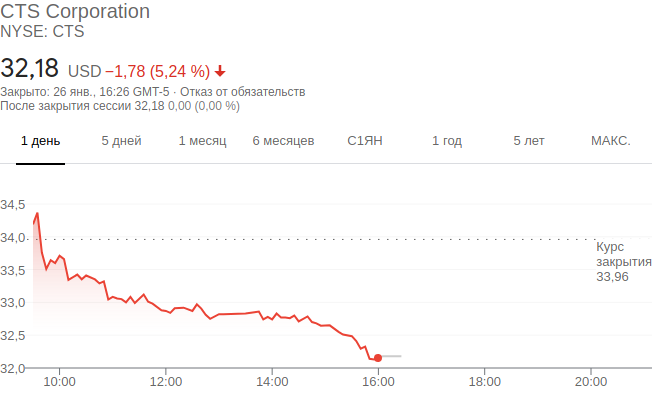 CTS Corporation
NYSE: CTS
32,18 USD −1,78 (5,24 %)
Закрыто: 26 янв., 16:26 GMT-5 · Отказ от обязательств
После закрытия сессии 32,18 0,00 (0,00 %)
1 день 5 дней 1 месяц 6 месяцев С1ЯН 1 год 5 лет МАКС.
34,5
34,0
Курс
закрытия
33,96
33,5
33,0
32,5
32,0
10:00 12:00 14:00 16:00 18:00 20:00